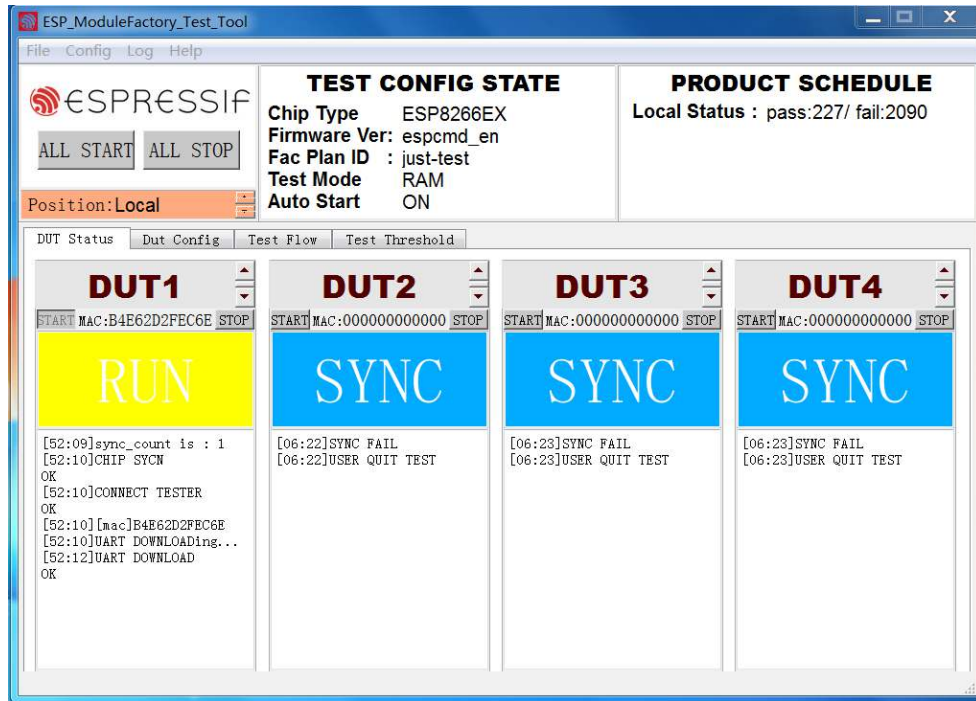 ESP_ModuleFactory_Test_Tool
File Config Log Help
ESPRESSIF
ALL START ALL STOP
Position:Local
TEST CONFIG STATE
Chip Type ESP8266EX
Firmware Ver: espcmd_en
Fac Plan ID : just-test
Test Mode RAM
Auto Start ON
PRODUCT SCHEDULE
Local Status : pass:227/ fail:2090
DUT Status Dut Config Test Flow Test Threshold
DUT1
START MAC:B4E62D2FEC6E STOP
RUN
[52:09]sync_count is : 1
[52:10]CHIP SYCN
OK
[52:10]CONNECT TESTER
OK
[52:10][mac]B4E62D2FEC6E
[52:10]UART DOWNLOADing...
[52:12]UART DOWNLOAD
OK
DUT2
START MAC:000000000000 STOP
SYNC
[06:22]SYNC FAIL
[06:22]USER QUIT TEST
DUT3
START MAC:000000000000 STOP
SYNC
[06:23]SYNC FAIL
[06:23]USER QUIT TEST
DUT4
START MAC:000000000000 STOP
SYNC
[06:23]SYNC FAIL
[06:23]USER QUIT TEST